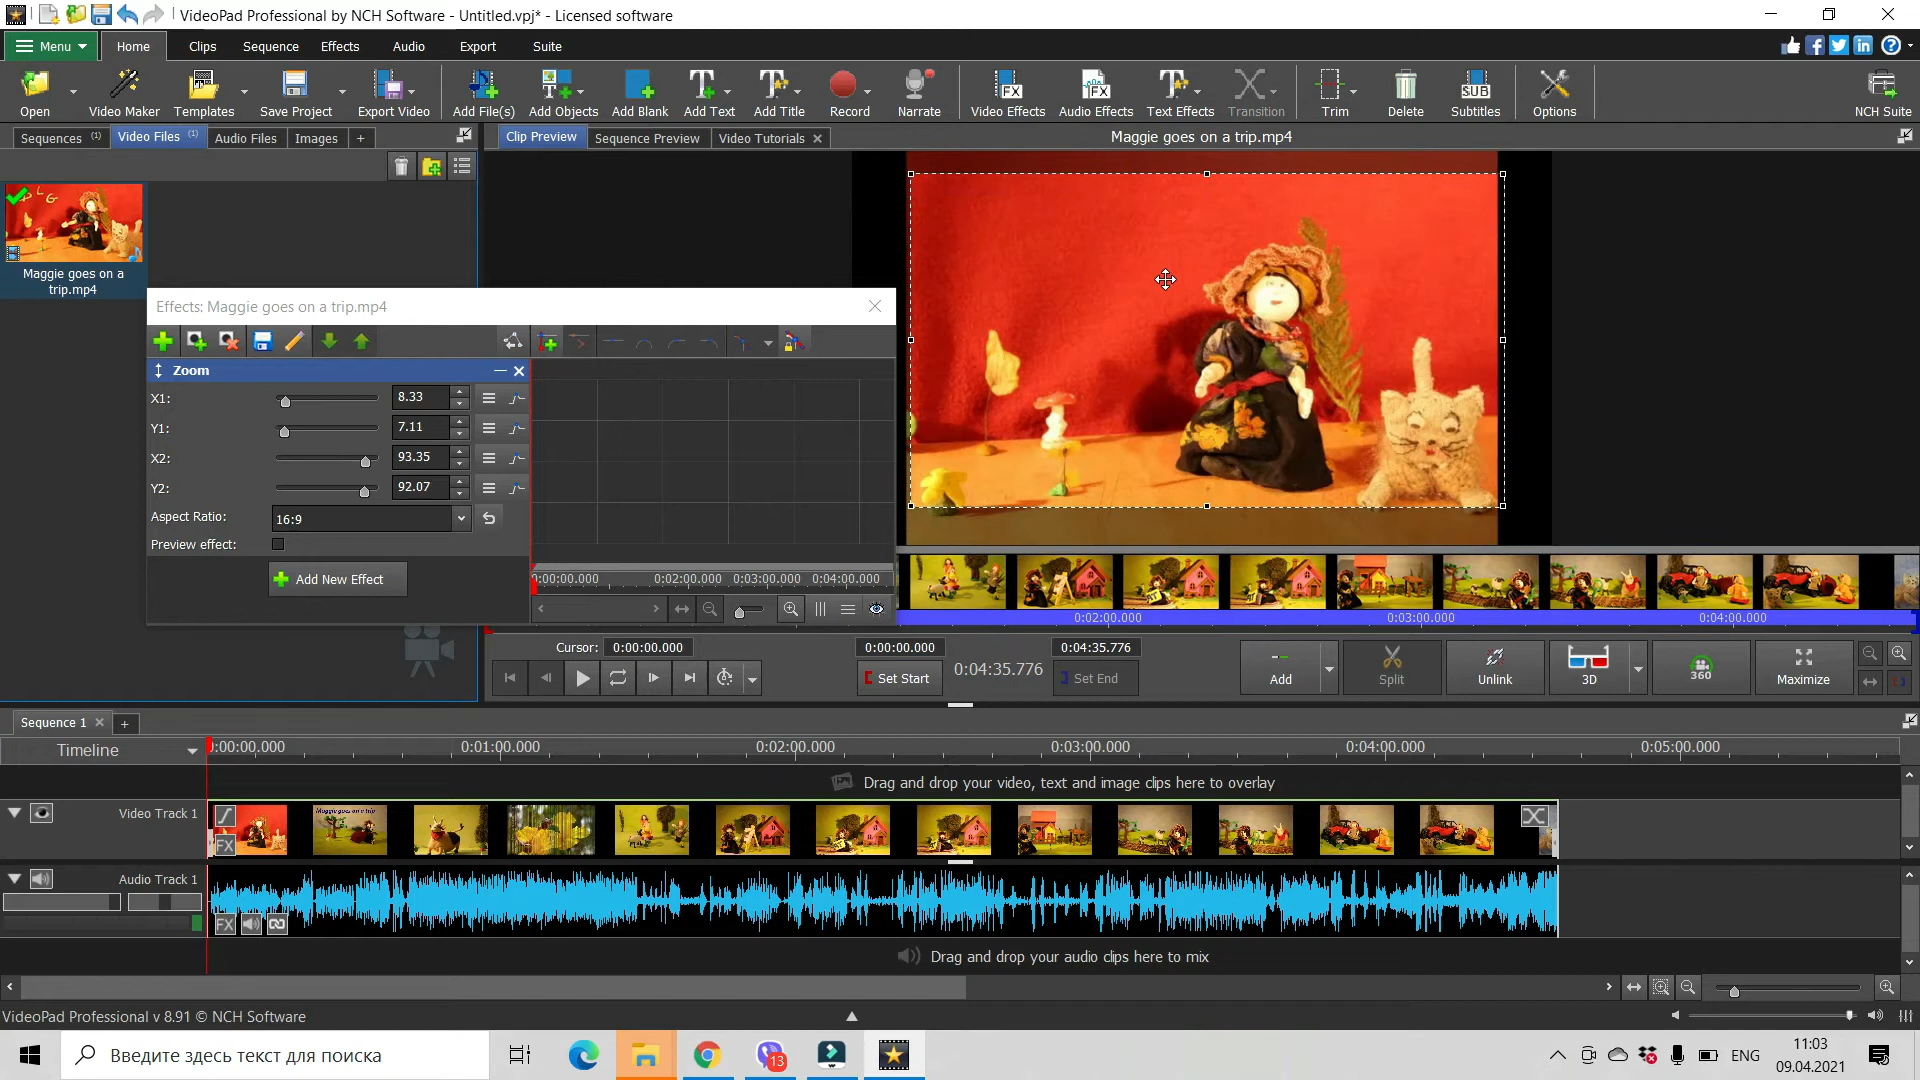 VideoPad Professional by NCH Software - Untitled.vpj* - Licensed software
Menu Home Clips Sequence Effects Audio Export Suite
Open Video Maker Templates Save Project Export Video Add File(s) Add Objects Add Blank Add Text Add Title Record Narrate Video Effects Audio Effects Text Effects Transition Trim Delete Subtitles Options NCH Suite
Sequences (1) Video Files (1) Audio Files Images +
Clip Preview Sequence Preview Video Tutorials
Maggie goes on a trip.mp4
Maggie goes on a
trip.mp4
Effects: Maggie goes on a trip.mp4
Zoom
X1: 8.33
Y1: 7.11
X2: 93.35
Y2: 92.07
Aspect Ratio: 16:9
Preview effect:
Add New Effect
0:00:00.000 0:02:00.000 0:03:00.000 0:04:00.000
0:02:00.000 0:03:00.000 0:04:00.000
Cursor: 0:00:00.000
0:00:00.000 0:04:35.776
Set Start 0:04:35.776 Set End
Add Split Unlink 3D 360 Maximize
Sequence 1
Timeline
0:00:00.000 0:01:00.000 0:02:00.000 0:03:00.000 0:04:00.000 0:05:00.000
Drag and drop your video, text and image clips here to overlay
Video Track 1
Maggie goes on a trip
FX
Audio Track 1
FX
Drag and drop your audio clips here to mix
VideoPad Professional v 8.91 © NCH Software
Введите здесь текст для поиска
13
ENG
11:03
09.04.2021